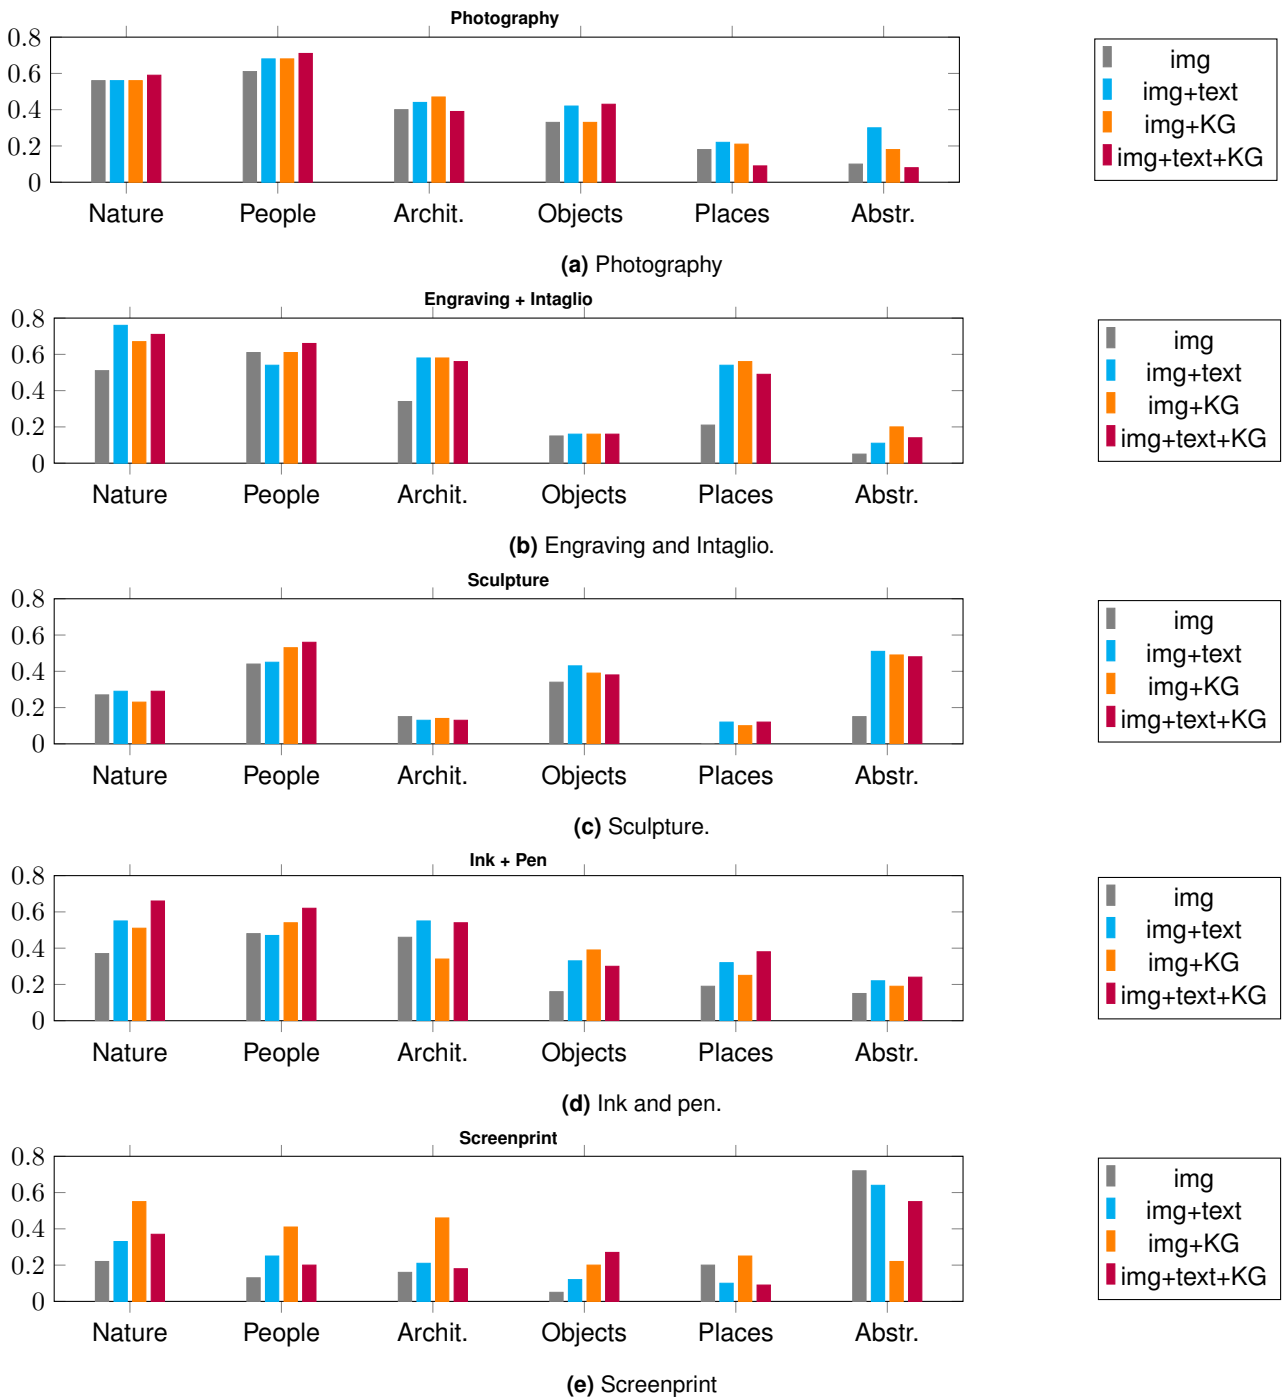 Photography
0.8
0.6
0.4
0.2
0
Nature People Archit. Objects Places Abstr.
img
img+text
img+KG
img+text+KG
(a) Photography
Engraving + Intaglio
0.8
0.6
0.4
0.2
0
Nature People Archit. Objects Places Abstr.
img
img+text
img+KG
img+text+KG
(b) Engraving and Intaglio.
Sculpture
0.8
0.6
0.4
0.2
0
Nature People Archit. Objects Places Abstr.
img
img+text
img+KG
img+text+KG
(c) Sculpture.
Ink + Pen
0.8
0.6
0.4
0.2
0
Nature People Archit. Objects Places Abstr.
img
img+text
img+KG
img+text+KG
(d) Ink and pen.
Screenprint
0.8
0.6
0.4
0.2
0
Nature People Archit. Objects Places Abstr.
img
img+text
img+KG
img+text+KG
(e) Screenprint